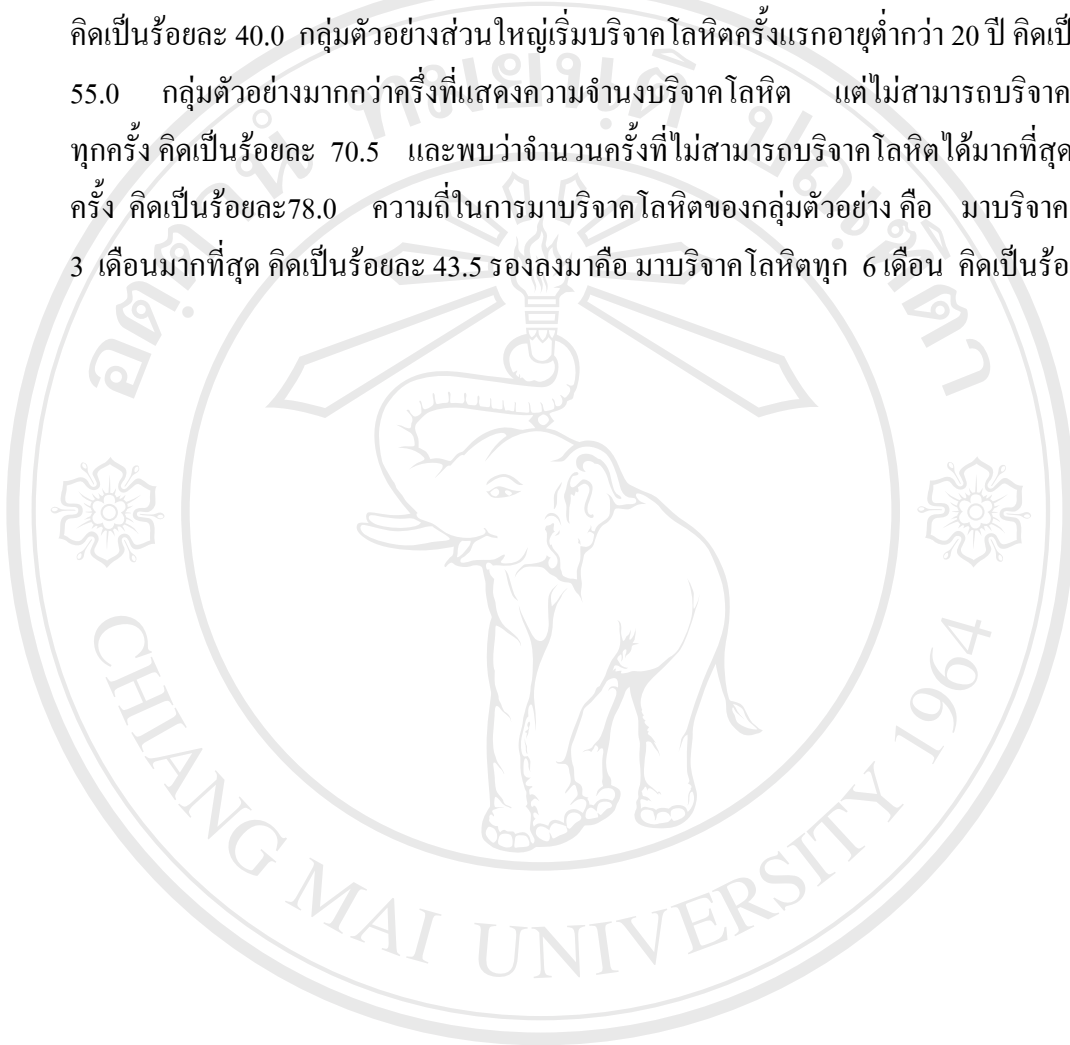 คิดเป็นร้อยละ 40.0 กลุ่มตัวอย่างส่วนใหญ่เริ่มบริจาคโลหิตครั้งแรกอายุต่ำกว่า 20 ปี คิดเป็
55.0 กลุ่มตัวอย่างมากกว่าครึ่งที่แสดงความจำนงบริจาคโลหิต แต่ไม่สามารถบริจาค
ทุกครั้ง คิดเป็นร้อยละ 70.5 และพบว่าจำนวนครั้งที่ไม่สามารถบริจาคโลหิตได้มากที่สุด
ครั้ง คิดเป็นร้อยละ78.0 ความถี่ในการมาบริจาคโลหิตของกลุ่มตัวอย่าง คือ มาบริจาค
3 เดือนมากที่สุด คิดเป็นร้อยละ 43.5 รองลงมาคือ มาบริจาคโลหิตทุก 6 เดือน คิดเป็นร้อ
อตฺตานํ ทมยนฺติ ปณฺฑิตา
CHIANG MAI UNIVERSITY 1964